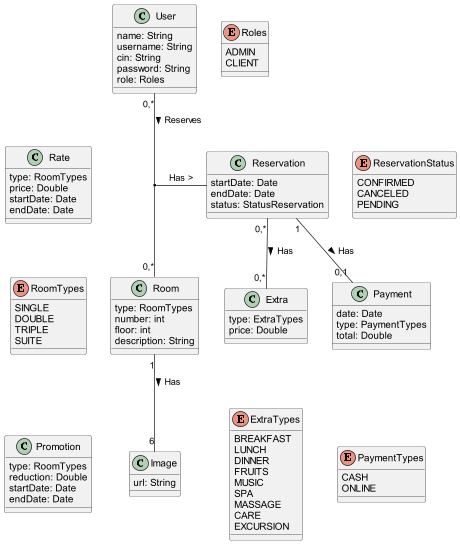 C User
name: String
username: String
cin: String
password: String
role: Roles
E Roles
ADMIN
CLIENT
0,*
Reserves
C Rate
type: RoomTypes
price: Double
startDate: Date
endDate: Date
Has >
C Reservation
startDate: Date
endDate: Date
status: StatusReservation
E ReservationStatus
CONFIRMED
CANCELED
PENDING
0,*
1
Has
Has
0,*
0,*
0,1
E RoomTypes
SINGLE
DOUBLE
TRIPLE
SUITE
C Room
type: RoomTypes
number: int
floor: int
description: String
C Extra
type: ExtraTypes
price: Double
C Payment
date: Date
type: PaymentTypes
total: Double
1
Has
6
C Promotion
type: RoomTypes
reduction: Double
startDate: Date
endDate: Date
C Image
url: String
E ExtraTypes
BREAKFAST
LUNCH
DINNER
FRUITS
MUSIC
SPA
MASSAGE
CARE
EXCURSION
E PaymentTypes
CASH
ONLINE